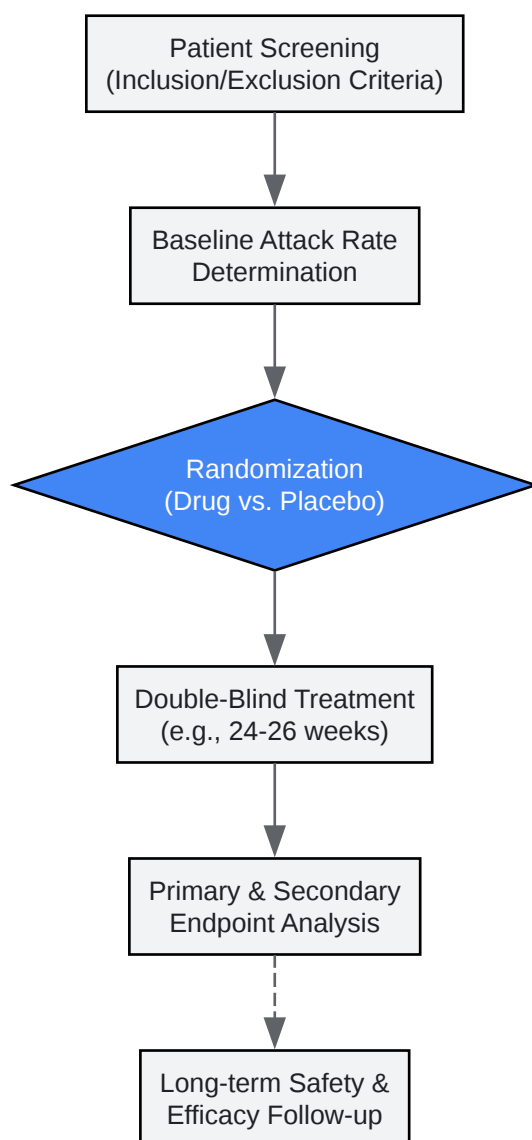 Patient Screening
(Inclusion/Exclusion Criteria)
Baseline Attack Rate
Determination
Randomization
(Drug vs. Placebo)
Double-Blind Treatment
(e.g., 24-26 weeks)
Primary & Secondary
Endpoint Analysis
Long-term Safety &
Efficacy Follow-up